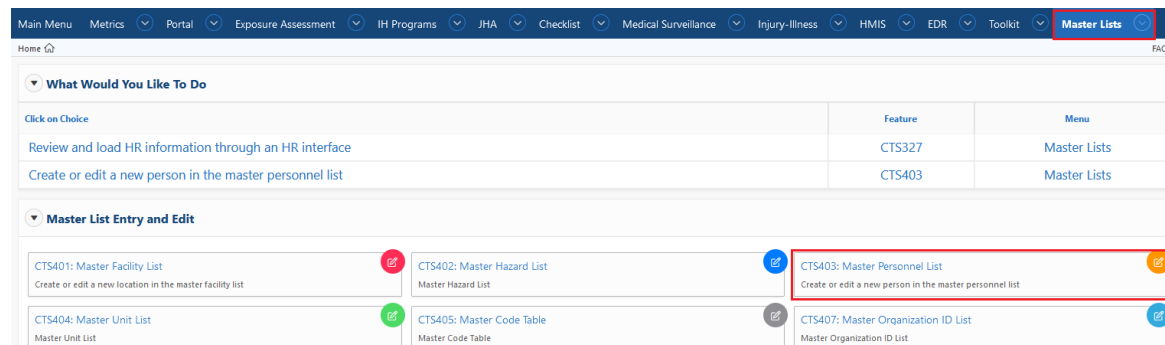 Main Menu Metrics Portal Exposure Assessment IH Programs JHA Checklist Medical Surveillance Injury-Illness HMIS EDR Toolkit Master Lists
Home FAQ
What Would You Like To Do
Click on Choice Feature Menu
Review and load HR information through an HR interface CTS327 Master Lists
Create or edit a new person in the master personnel list CTS403 Master Lists
Master List Entry and Edit
CTS401: Master Facility List CTS402: Master Hazard List CTS403: Master Personnel List
Create or edit a new location in the master facility list Master Hazard List Create or edit a new person in the master personnel list
CTS404: Master Unit List CTS405: Master Code Table CTS407: Master Organization ID List
Master Unit List Master Code Table Master Organization ID List